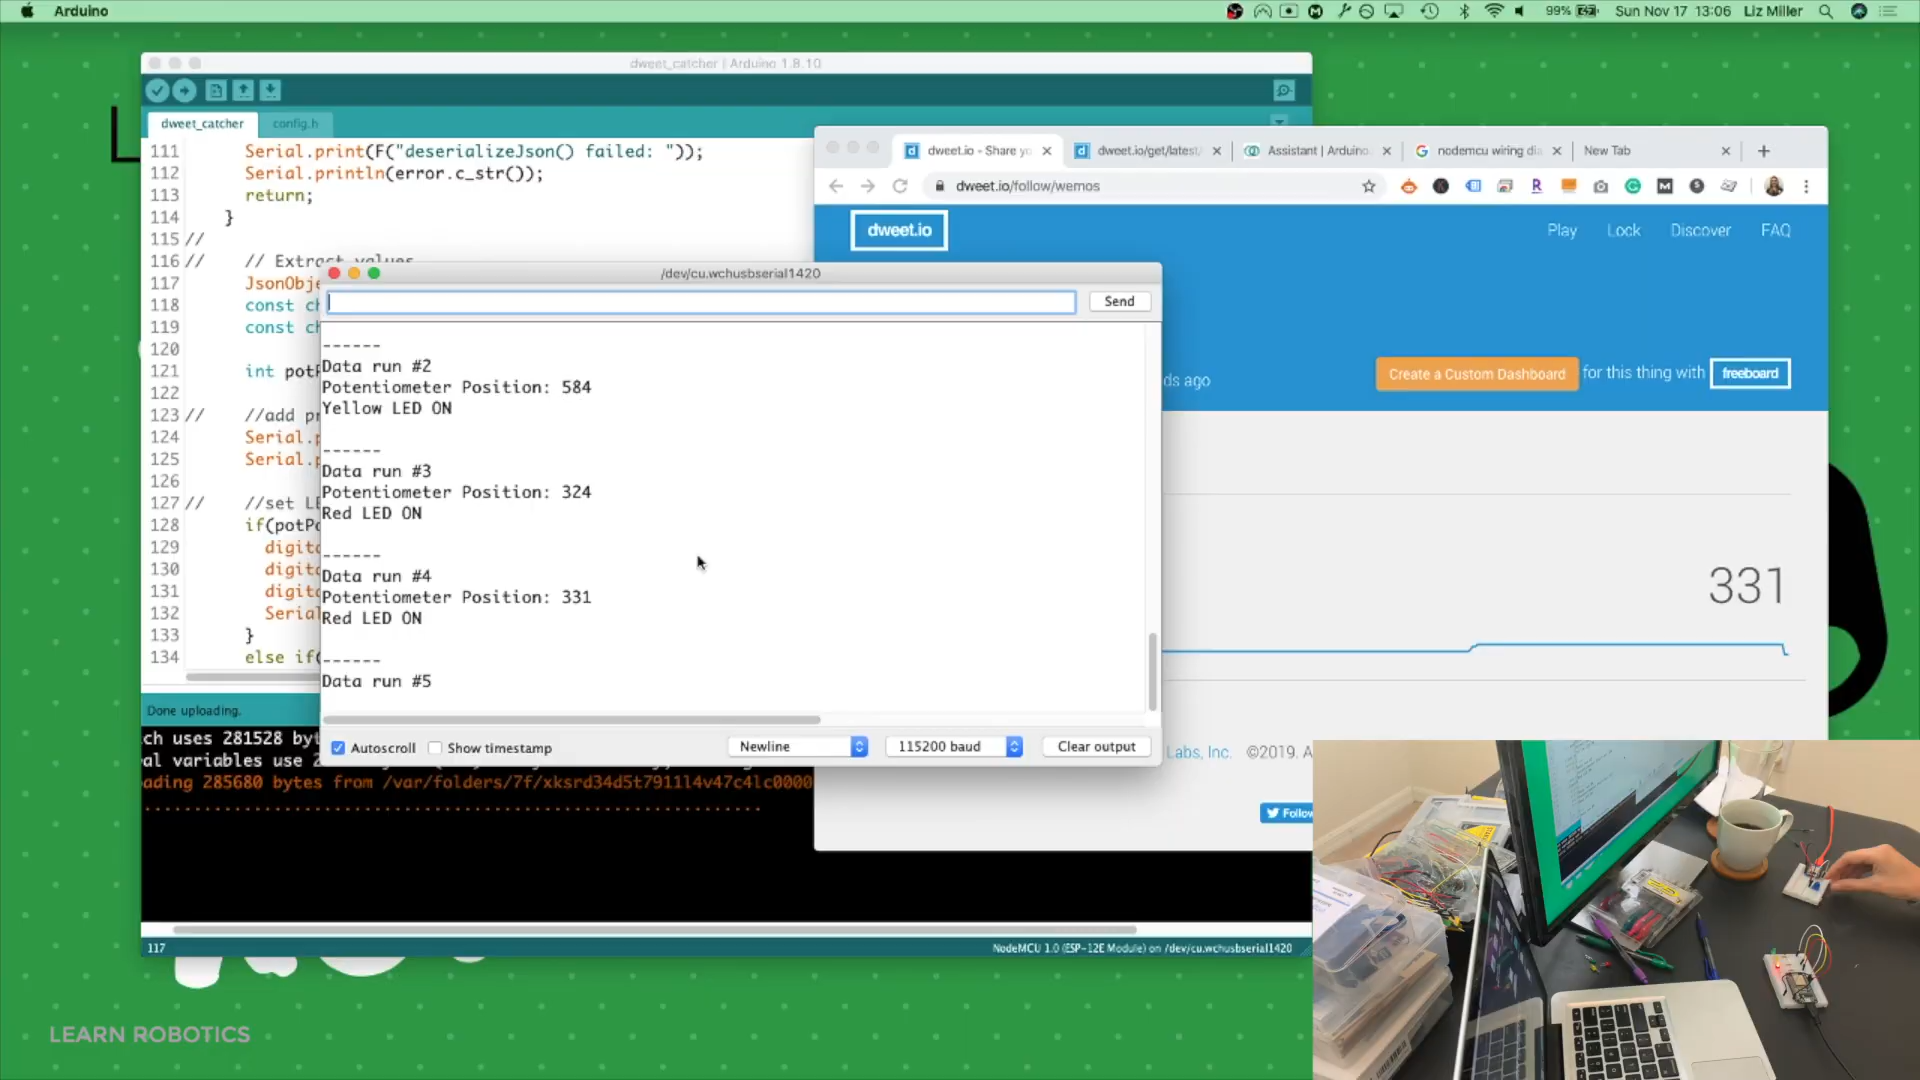 Arduino
99%
Sun Nov 17 13:06
Liz Miller
dweet_catcher | Arduino 1.8.10
dweet_catcher
config.h
111 Serial.print(F("deserializeJson() failed: "));
112 Serial.println(error.c_str());
113 return;
114 }
115 //
116 // // Extract values
117 JsonObje
118 const ch
119 const ch
120
121 int potP
122
123 // //add pr
124 Serial.p
125 Serial.p
126
127 // //set LE
128 if(potPo
129 digita
130 digita
131 digita
132 Serial
133 }
134 else if(
Done uploading.
ch uses 281528 byt
al variables use 2
ading 285680 bytes from /var/folders/7f/
117
NodeMCU 1.0 (ESP-12E Module) on /dev/cu.wchusbserial1420
/dev/cu.wchusbserial1420
Send
------
Data run #2
Potentiometer Position: 584
Yellow LED ON
------
Data run #3
Potentiometer Position: 324
Red LED ON
------
Data run #4
Potentiometer Position: 331
Red LED ON
------
Data run #5
Autoscroll
Show timestamp
Newline
115200 baud
Clear output
dweet.io - Share yo
dweet.io/get/latest/
Assistant | Arduino
nodemcu wiring dia
New Tab
dweet.io/follow/wemos
dweet.io
Play
Lock
Discover
FAQ
ds ago
Create a Custom Dashboard
for this thing with
freeboard
331
Labs, Inc. ©2019. A
Follow
LEARN ROBOTICS